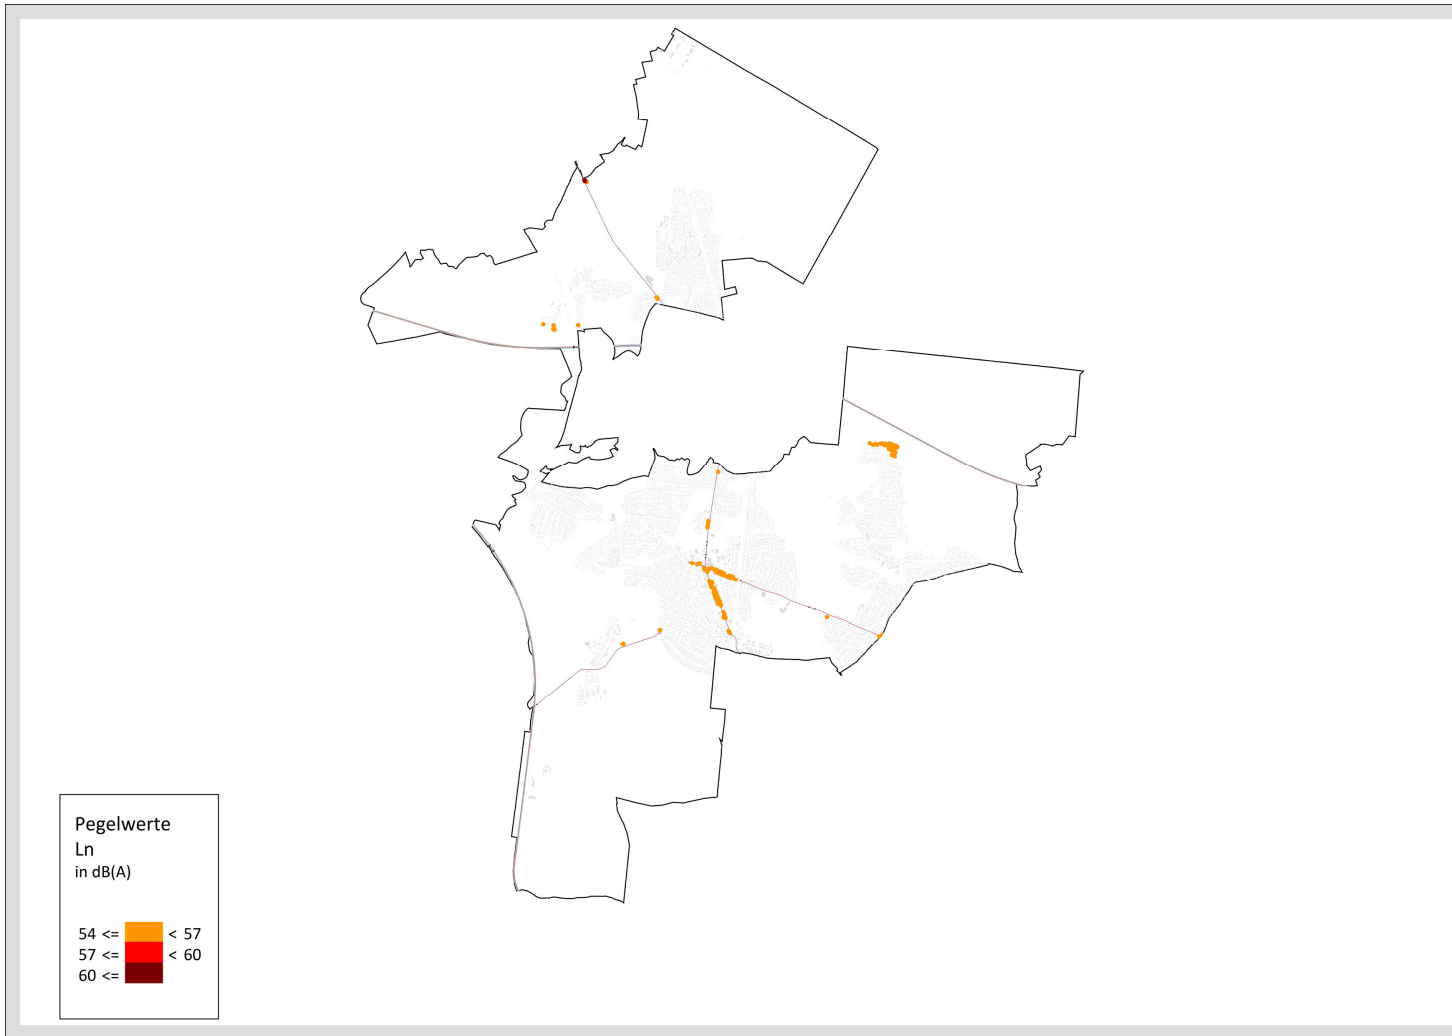 Pegelwerte
Ln
in dB(A)
54 <= < 57
57 <= < 60
60 <=